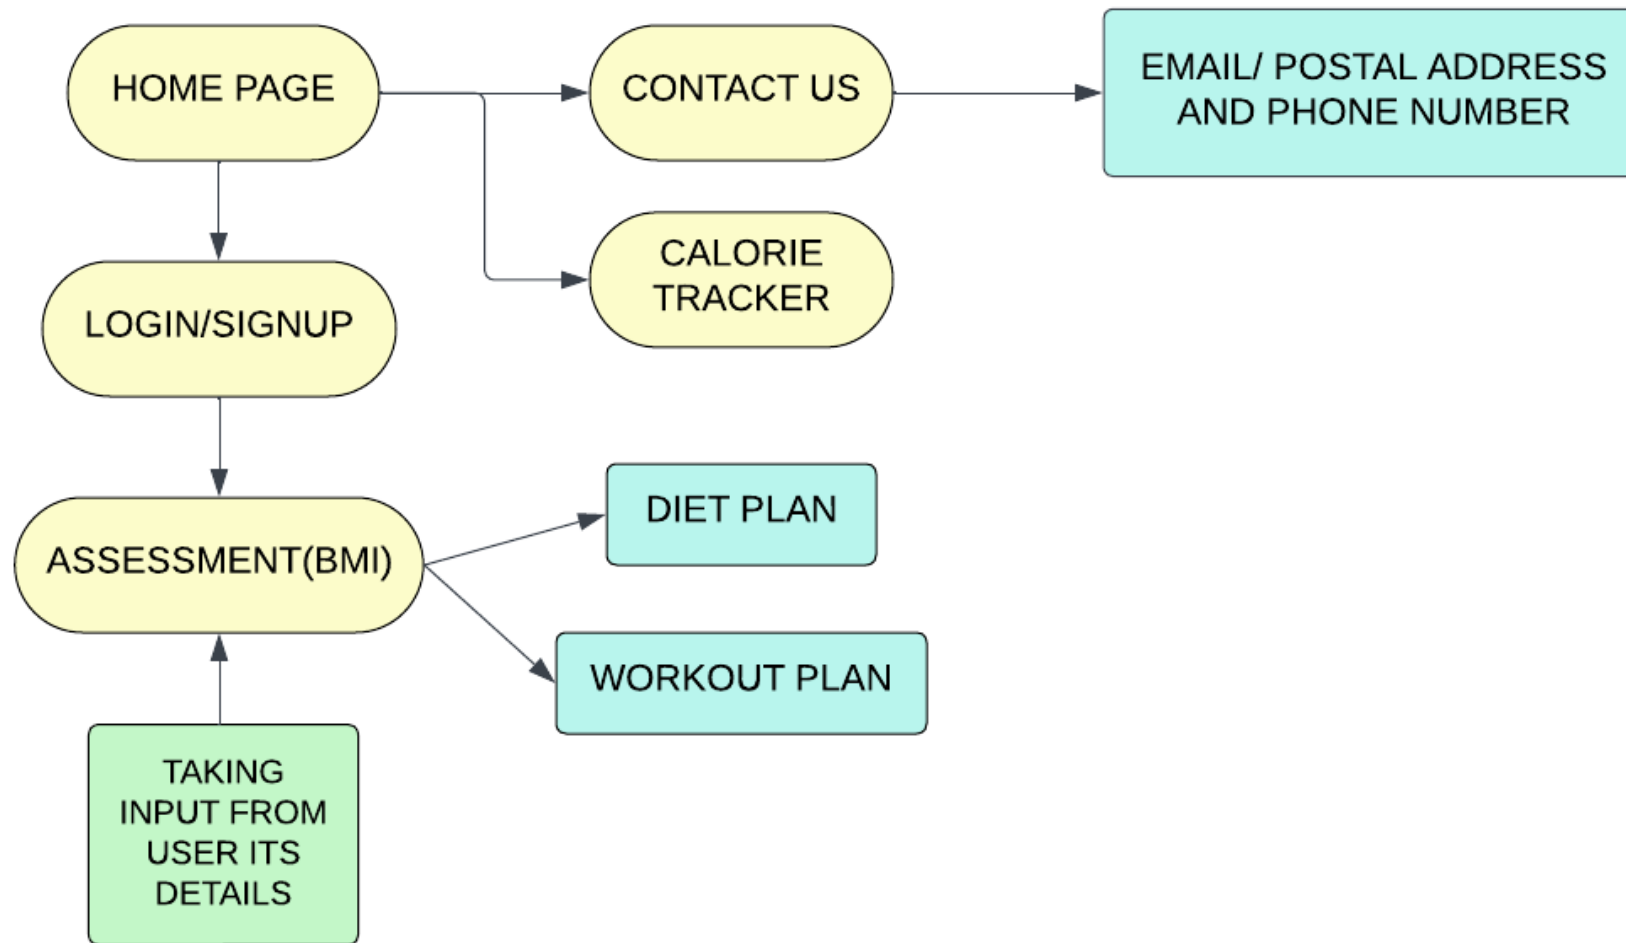 HOME PAGE
CONTACT US
EMAIL/ POSTAL ADDRESS
AND PHONE NUMBER
CALORIE
TRACKER
LOGIN/SIGNUP
ASSESSMENT(BMI)
DIET PLAN
WORKOUT PLAN
TAKING
INPUT FROM
USER ITS
DETAILS